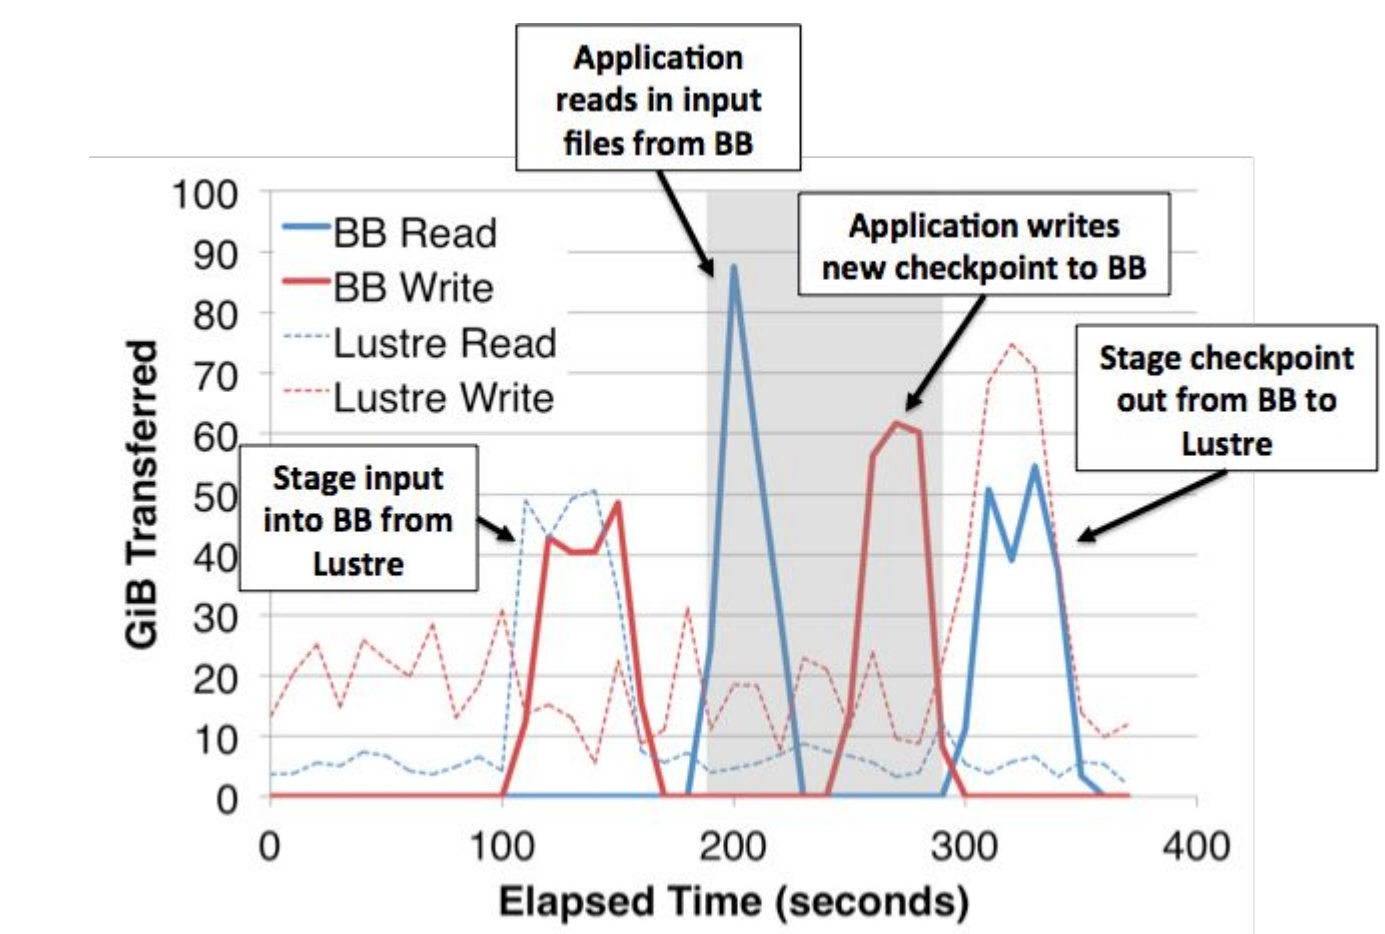 Application
reads in input
files from BB
Application writes
new checkpoint to BB
Stage checkpoint
out from BB to
Lustre
Stage input
into BB from
Lustre
BB Read
BB Write
Lustre Read
Lustre Write
GiB Transferred
100
90
80
70
60
50
40
30
20
10
0
0 100 200 300 400
Elapsed Time (seconds)